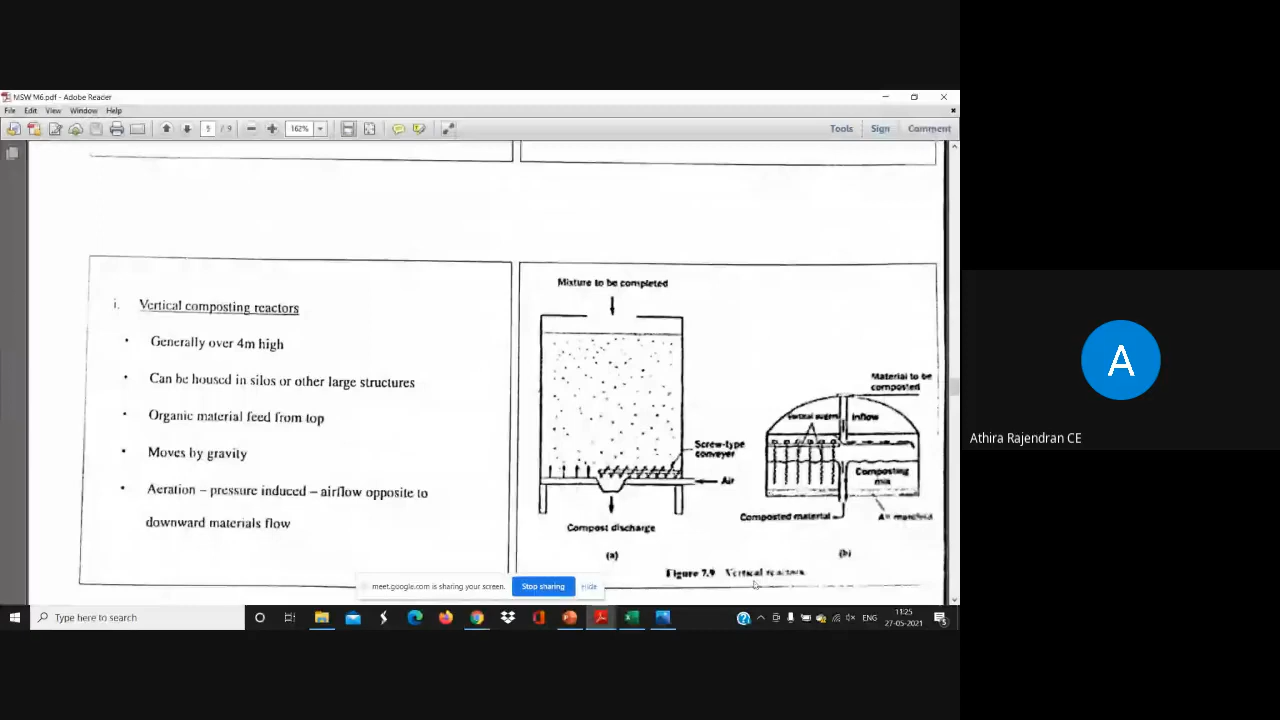 MSW M6.pdf - Adobe Reader
File Edit View Window Help
5 / 9
162%
Tools Sign Comment
i. Vertical composting reactors
• Generally over 4m high
• Can be housed in silos or other large structures
• Organic material feed from top
• Moves by gravity
• Aeration – pressure induced – airflow opposite to
downward materials flow
Mixture to be completed
Screw-type
conveyer
Air
Compost discharge
(a)
Material to be
composted
Vertical augers
Inflow
Composting
mix
Composted material
manifold
(b)
Figure 7.9 Vertical reactors
meet.google.com is sharing your screen.
Stop sharing
Hide
Type here to search
ENG
11:25
27-05-2021
5
A
Athira Rajendran CE